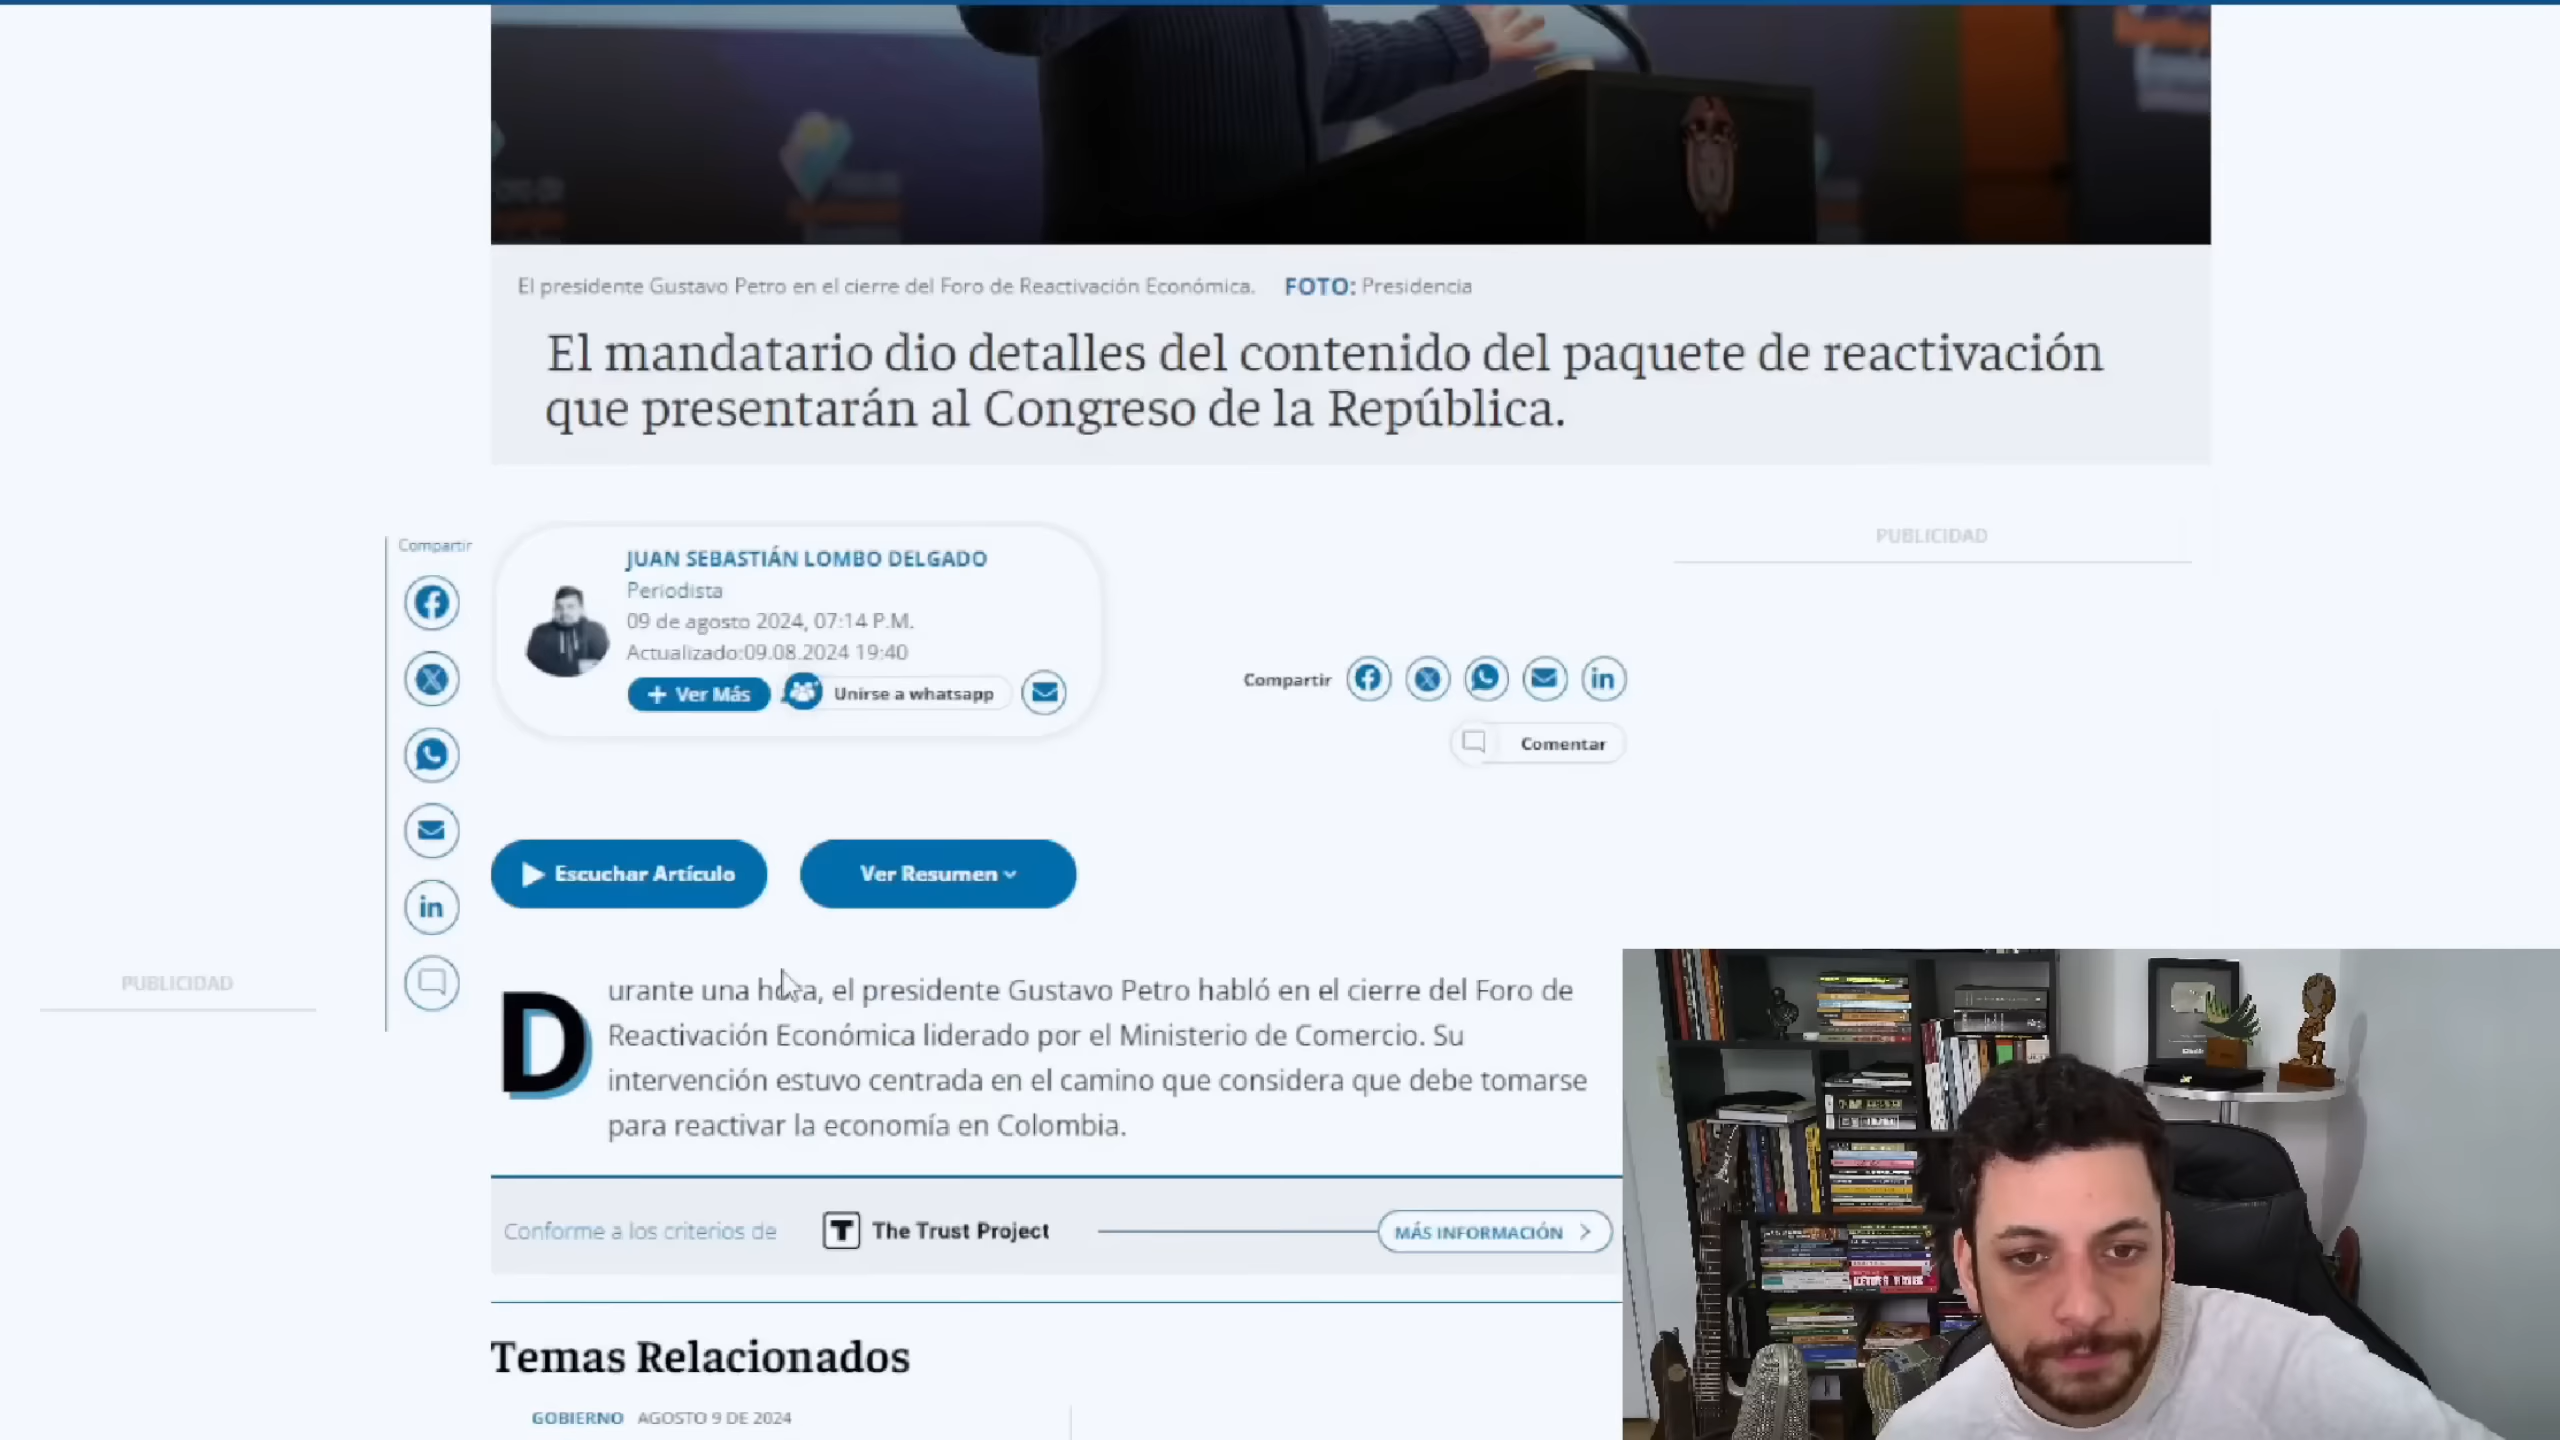 El presidente Gustavo Petro en el cierre del Foro de Reactivación Económica. FOTO: Presidencia
El mandatario dio detalles del contenido del paquete de reactivación
que presentarán al Congreso de la República.
Compartir
JUAN SEBASTIÁN LOMBO DELGADO
Periodista
09 de agosto 2024, 07:14 P.M.
Actualizado:09.08.2024 19:40
+ Ver Más
Unirse a whatsapp
Compartir
Comentar
PUBLICIDAD
Escuchar Artículo
Ver Resumen
PUBLICIDAD
Durante una hora, el presidente Gustavo Petro habló en el cierre del Foro de
Reactivación Económica liderado por el Ministerio de Comercio. Su
intervención estuvo centrada en el camino que considera que debe tomarse
para reactivar la economía en Colombia.
Conforme a los criterios de
T The Trust Project
MÁS INFORMACIÓN >
Temas Relacionados
GOBIERNO AGOSTO 9 DE 2024